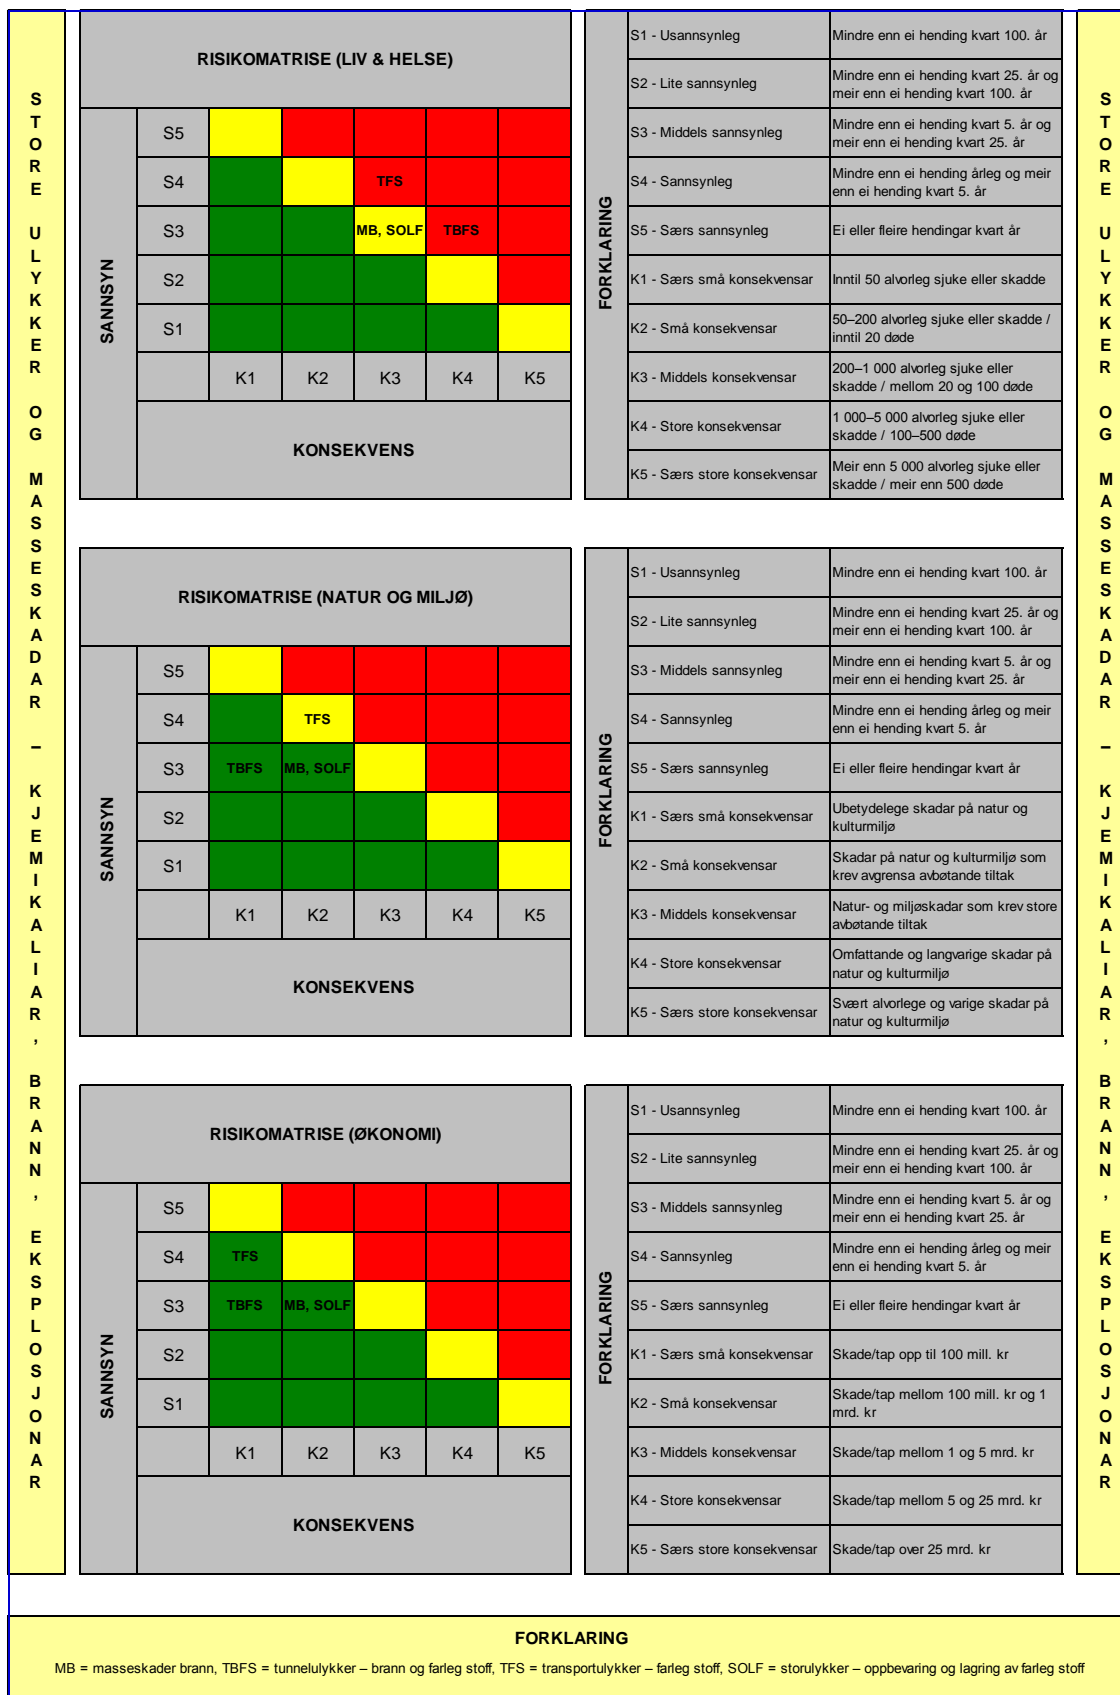 STORE ULYKKER OG MASSESKADAR – KJEMIKALIAR, BRANN, EKSPLOSJONAR
RISIKOMATRISE (LIV & HELSE)
SANNSYN
S5
S4 TFS
S3 MB, SOLF TBFS
S2
S1
K1 K2 K3 K4 K5
KONSEKVENS
FORKLARING
S1 - Usannsynleg Mindre enn ei hending kvart 100. år
S2 - Lite sannsynleg Mindre enn ei hending kvart 25. år og
meir enn ei hending kvart 100. år
S3 - Middels sannsynleg Mindre enn ei hending kvart 5. år og
meir enn ei hending kvart 25. år
S4 - Sannsynleg Mindre enn ei hending årleg og meir
enn ei hending kvart 5. år
S5 - Særs sannsynleg Ei eller fleire hendingar kvart år
K1 - Særs små konsekvensar Inntil 50 alvorleg sjuke eller skadde
K2 - Små konsekvensar 50–200 alvorleg sjuke eller skadde /
inntil 20 døde
K3 - Middels konsekvensar 200–1 000 alvorleg sjuke eller
skadde / mellom 20 og 100 døde
K4 - Store konsekvensar 1 000–5 000 alvorleg sjuke eller
skadde / 100–500 døde
K5 - Særs store konsekvensar Meir enn 5 000 alvorleg sjuke eller
skadde / meir enn 500 døde
RISIKOMATRISE (NATUR OG MILJØ)
SANNSYN
S5
S4 TFS
S3 TBFS MB, SOLF
S2
S1
K1 K2 K3 K4 K5
KONSEKVENS
FORKLARING
S1 - Usannsynleg Mindre enn ei hending kvart 100. år
S2 - Lite sannsynleg Mindre enn ei hending kvart 25. år og
meir enn ei hending kvart 100. år
S3 - Middels sannsynleg Mindre enn ei hending kvart 5. år og
meir enn ei hending kvart 25. år
S4 - Sannsynleg Mindre enn ei hending årleg og meir
enn ei hending kvart 5. år
S5 - Særs sannsynleg Ei eller fleire hendingar kvart år
K1 - Særs små konsekvensar Ubetydelege skadar på natur og
kulturmiljø
K2 - Små konsekvensar Skadar på natur og kulturmiljø som
krev avgrensa avbøtande tiltak
K3 - Middels konsekvensar Natur- og miljøskadar som krev store
avbøtande tiltak
K4 - Store konsekvensar Omfattande og langvarige skadar på
natur og kulturmiljø
K5 - Særs store konsekvensar Svært alvorlege og varige skadar på
natur og kulturmiljø
RISIKOMATRISE (ØKONOMI)
SANNSYN
S5
S4 TFS
S3 TBFS MB, SOLF
S2
S1
K1 K2 K3 K4 K5
KONSEKVENS
FORKLARING
S1 - Usannsynleg Mindre enn ei hending kvart 100. år
S2 - Lite sannsynleg Mindre enn ei hending kvart 25. år og
meir enn ei hending kvart 100. år
S3 - Middels sannsynleg Mindre enn ei hending kvart 5. år og
meir enn ei hending kvart 25. år
S4 - Sannsynleg Mindre enn ei hending årleg og meir
enn ei hending kvart 5. år
S5 - Særs sannsynleg Ei eller fleire hendingar kvart år
K1 - Særs små konsekvensar Skade/tap opp til 100 mill. kr
K2 - Små konsekvensar Skade/tap mellom 100 mill. kr og 1
mrd. kr
K3 - Middels konsekvensar Skade/tap mellom 1 og 5 mrd. kr
K4 - Store konsekvensar Skade/tap mellom 5 og 25 mrd. kr
K5 - Særs store konsekvensar Skade/tap over 25 mrd. kr
STORE ULYKKER OG MASSESKADAR – KJEMIKALIAR, BRANN, EKSPLOSJONAR
FORKLARING
MB = masseskader brann, TBFS = tunnelulykker – brann og farleg stoff, TFS = transportulykker – farleg stoff, SOLF = storulykker – oppbevaring og lagring av farleg stoff